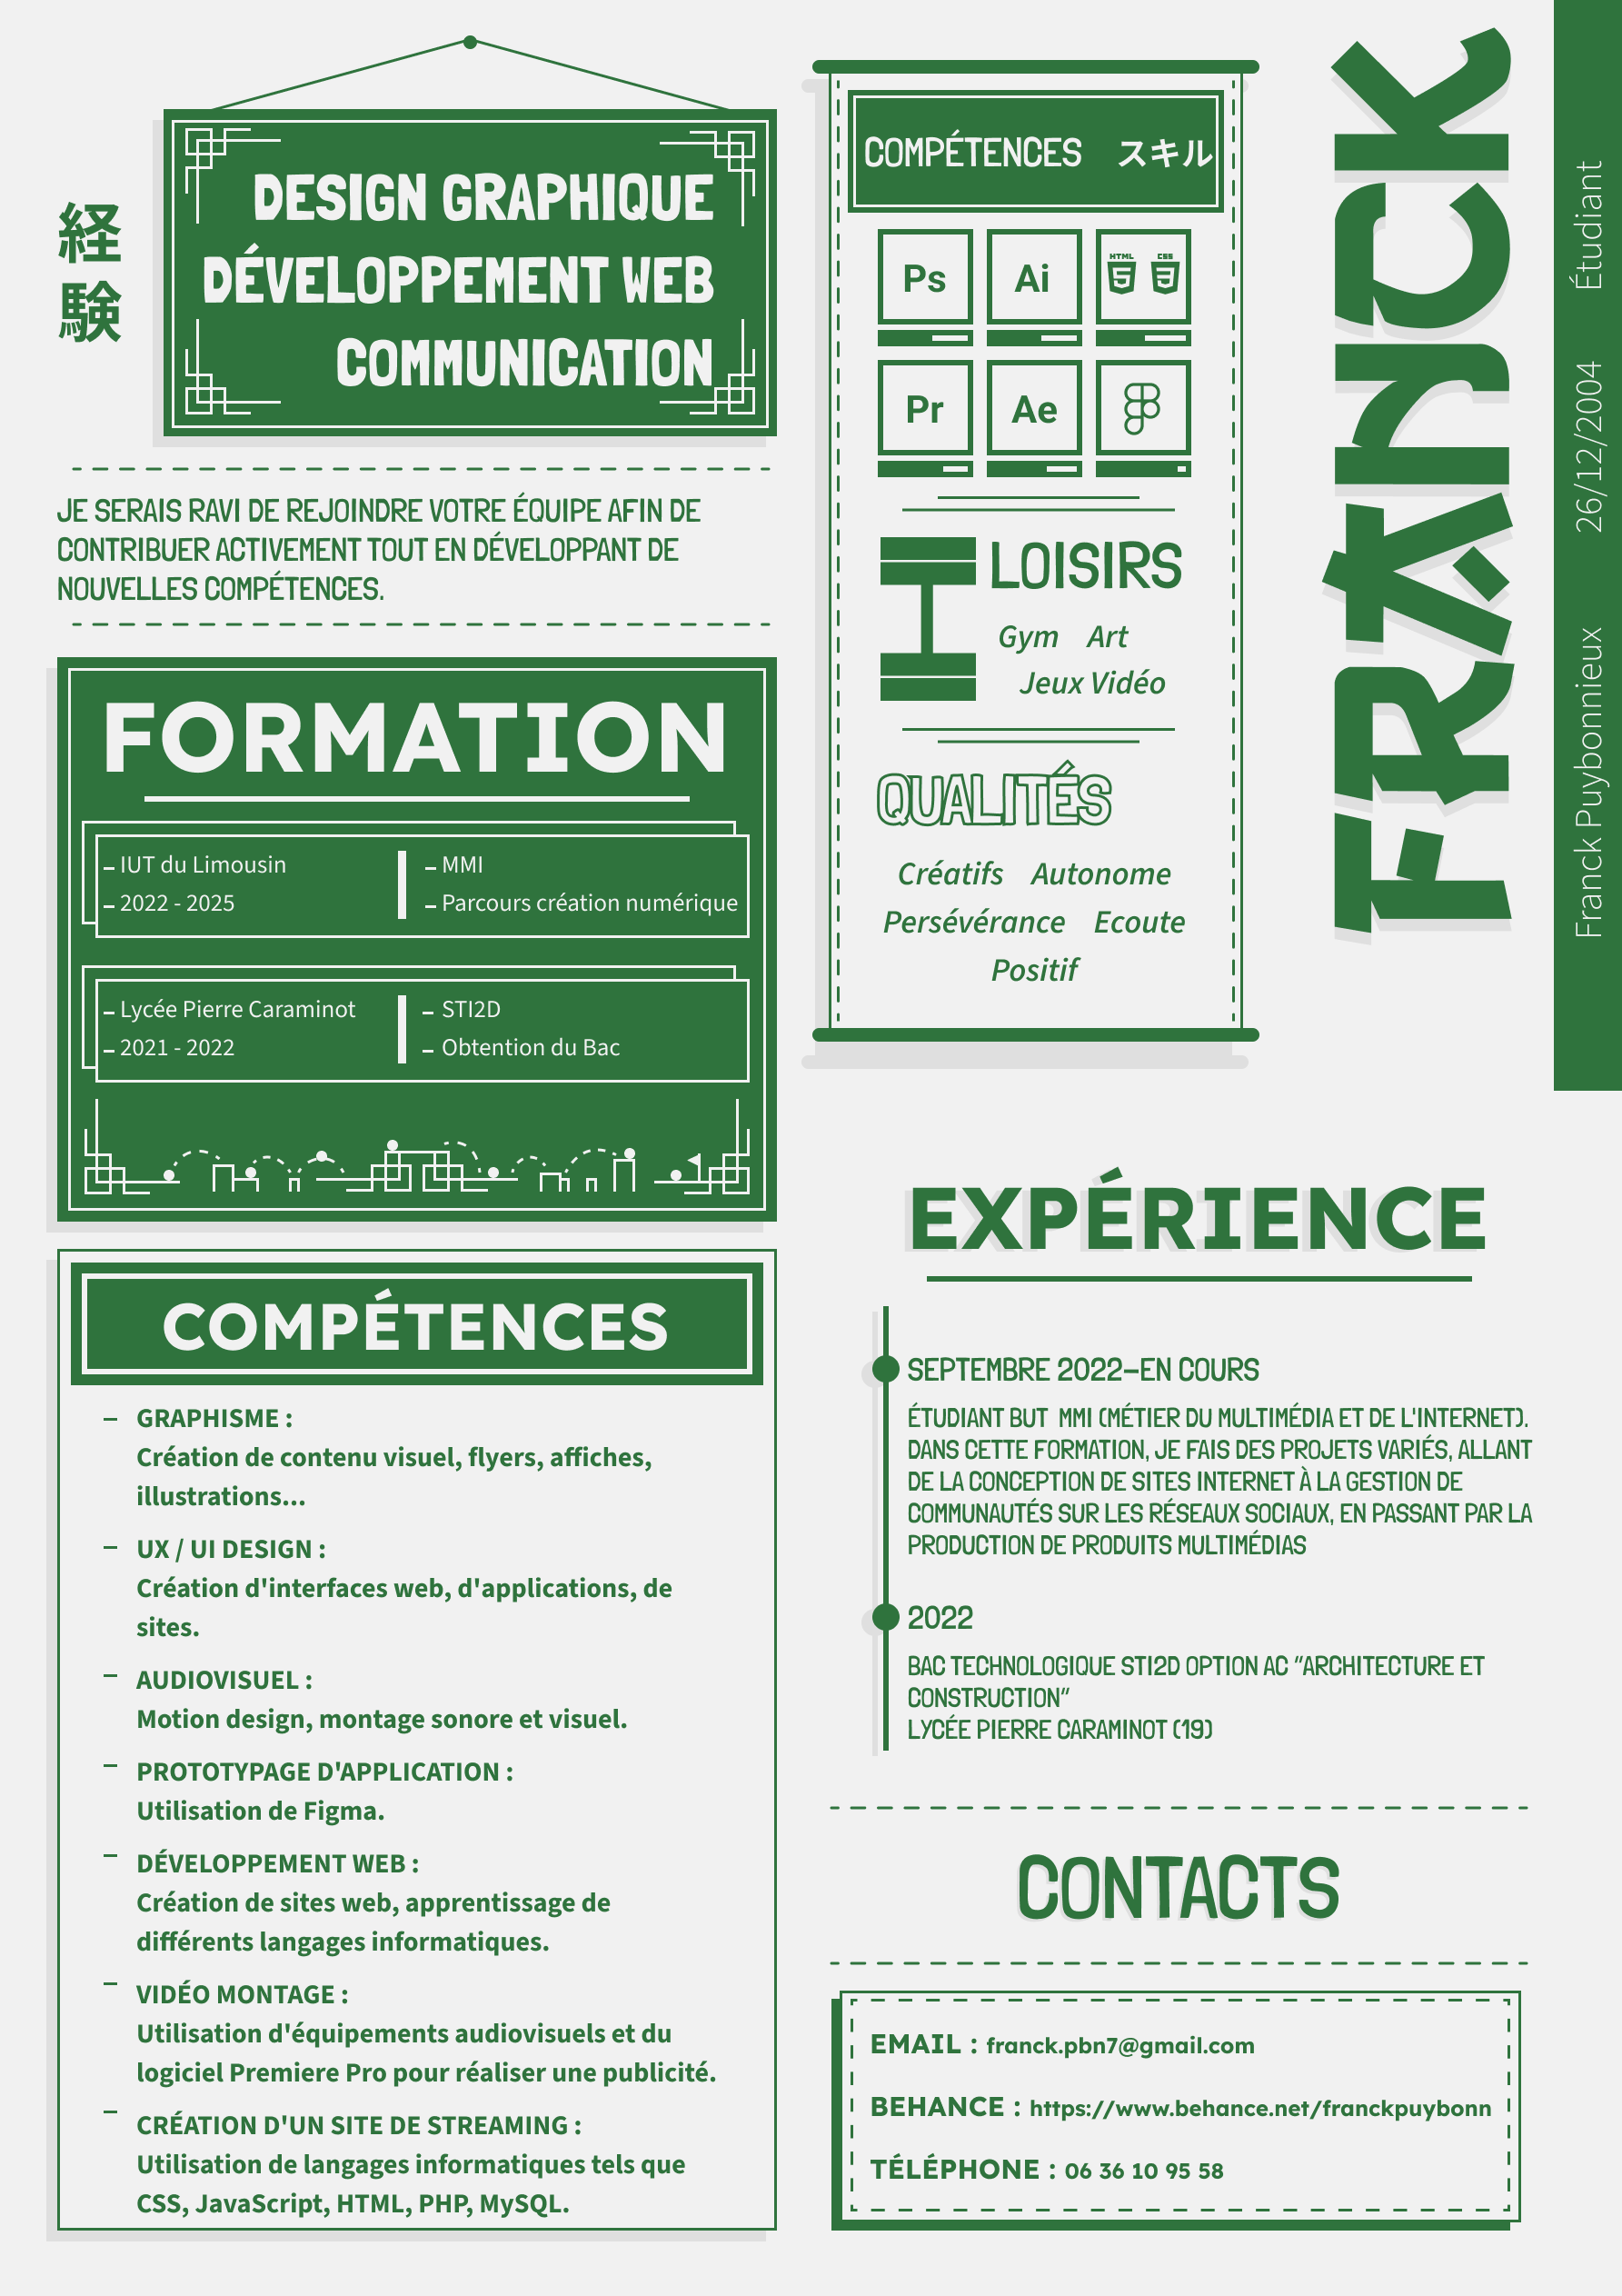 経
験
DESIGN GRAPHIQUE
DÉVELOPPEMENT WEB
COMMUNICATION
JE SERAIS RAVI DE REJOINDRE VOTRE ÉQUIPE AFIN DE
CONTRIBUER ACTIVEMENT TOUT EN DÉVELOPPANT DE
NOUVELLES COMPÉTENCES.
FORMATION
– IUT du Limousin
– 2022 - 2025
– MMI
– Parcours création numérique
– Lycée Pierre Caraminot
– 2021 - 2022
– STI2D
– Obtention du Bac
COMPÉTENCES
– GRAPHISME :
Création de contenu visuel, flyers, affiches,
illustrations...
– UX / UI DESIGN :
Création d'interfaces web, d'applications, de
sites.
– AUDIOVISUEL :
Motion design, montage sonore et visuel.
– PROTOTYPAGE D'APPLICATION :
Utilisation de Figma.
– DÉVELOPPEMENT WEB :
Création de sites web, apprentissage de
différents langages informatiques.
– VIDÉO MONTAGE :
Utilisation d'équipements audiovisuels et du
logiciel Premiere Pro pour réaliser une publicité.
– CRÉATION D'UN SITE DE STREAMING :
Utilisation de langages informatiques tels que
CSS, JavaScript, HTML, PHP, MySQL.
COMPÉTENCES スキル
Ps Ai HTML 5 CSS 3
Pr Ae
LOISIRS
Gym Art
Jeux Vidéo
QUALITÉS
Créatifs Autonome
Persévérance Ecoute
Positif
FRANCK
Franck Puybonnieux 26/12/2004 Étudiant
EXPÉRIENCE
SEPTEMBRE 2022–EN COURS
ÉTUDIANT BUT MMI (MÉTIER DU MULTIMÉDIA ET DE L'INTERNET).
DANS CETTE FORMATION, JE FAIS DES PROJETS VARIÉS, ALLANT
DE LA CONCEPTION DE SITES INTERNET À LA GESTION DE
COMMUNAUTÉS SUR LES RÉSEAUX SOCIAUX, EN PASSANT PAR LA
PRODUCTION DE PRODUITS MULTIMÉDIAS
2022
BAC TECHNOLOGIQUE STI2D OPTION AC "ARCHITECTURE ET
CONSTRUCTION"
LYCÉE PIERRE CARAMINOT (19)
CONTACTS
EMAIL : franck.pbn7@gmail.com
BEHANCE : https://www.behance.net/franckpuybonn
TÉLÉPHONE : 06 36 10 95 58